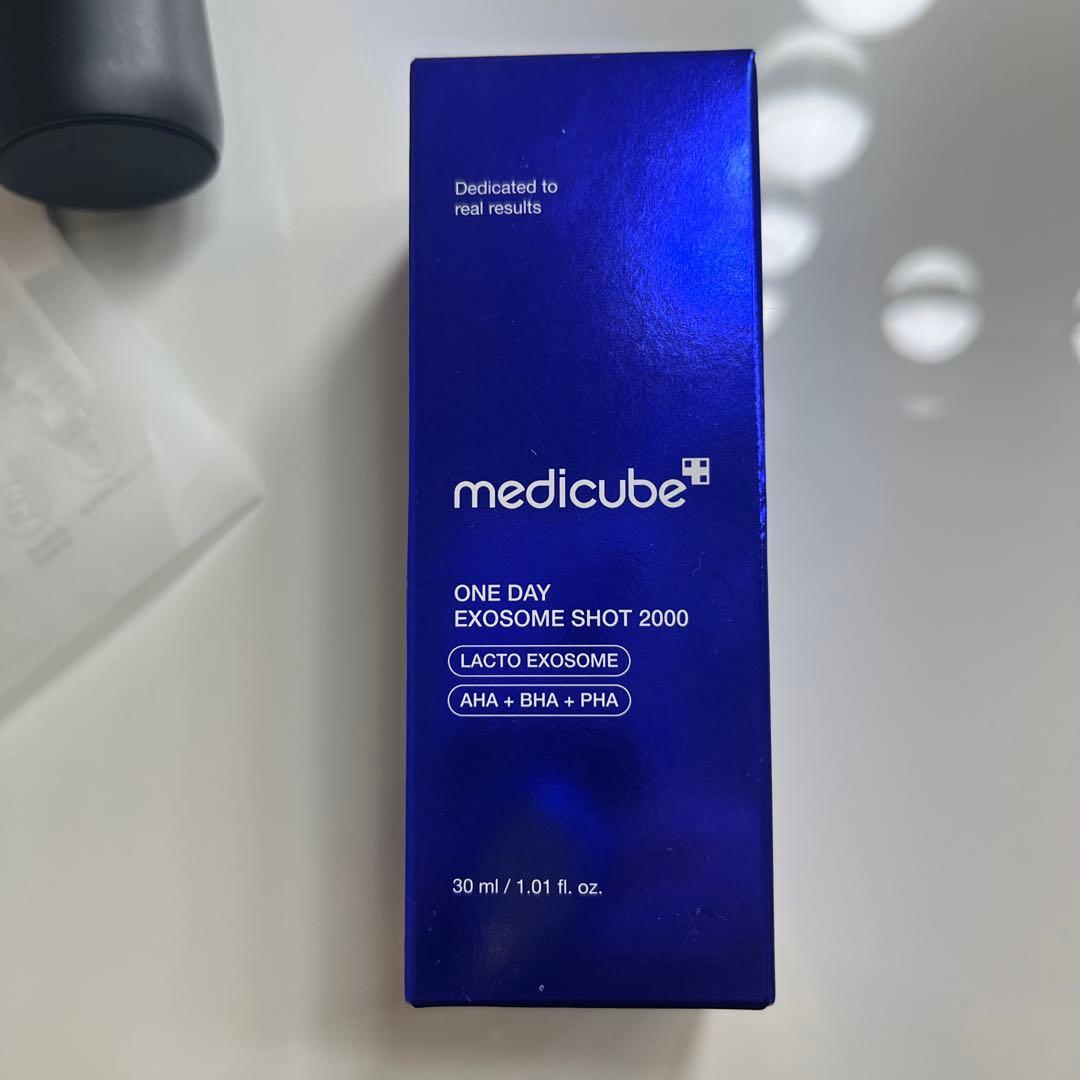 Dedicated to
real results
medicube
ONE DAY
EXOSOME SHOT 2000
LACTO EXOSOME
AHA + BHA + PHA
30 ml / 1.01 fl. oz.